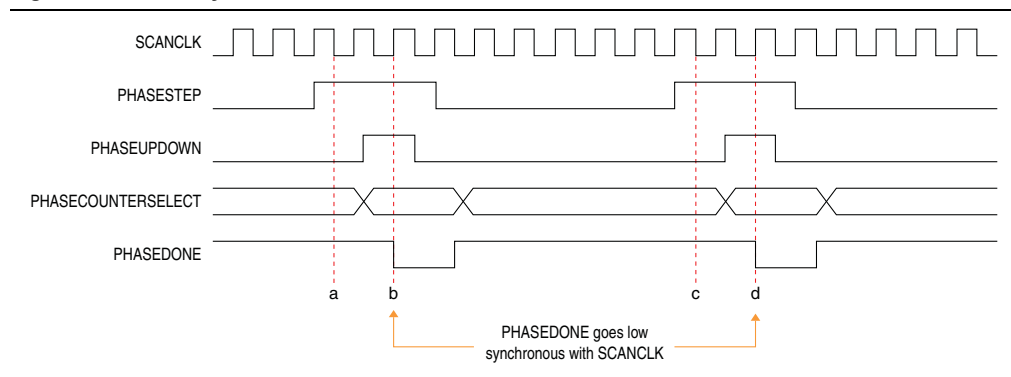 SCANCLK
PHASESTEP
PHASEUPDOWN
PHASECOUNTERSELECT
PHASEDONE
a b c d
PHASEDONE goes low
synchronous with SCANCLK